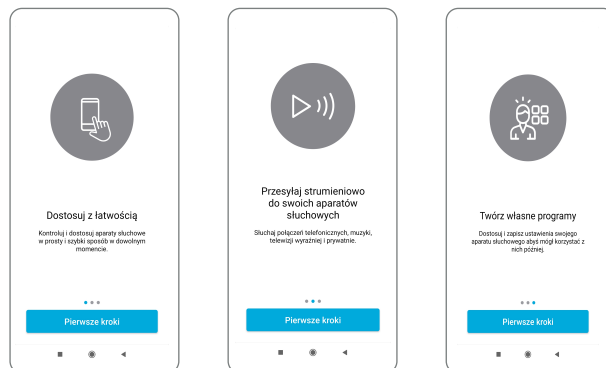 Dostosuj z łatwością
Kontroluj i dostosuj aparaty słuchowe
w prosty i szybki sposób w dowolnym
momencie.
Pierwsze kroki
Przesyłaj strumieniowo
do swoich aparatów
słuchowych
Słuchaj połączeń telefonicznych, muzyki,
telewizji wyraźniej i prywatnie.
Pierwsze kroki
Twórz własne programy
Dostosuj i zapisz ustawienia swojego
aparatu słuchowego abyś mógł korzystać z
nich później.
Pierwsze kroki